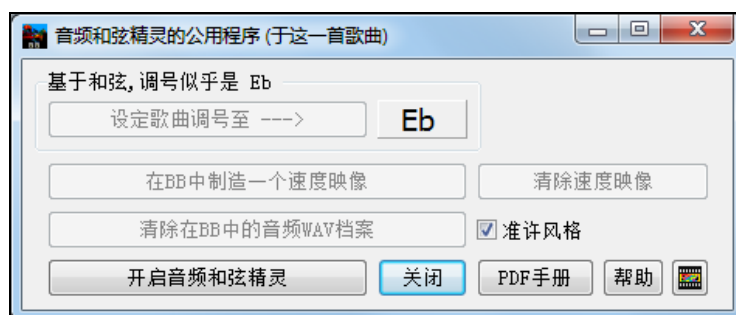 音频和弦精灵的公用程序 (于这一首歌曲)
基于和弦,调号似乎是 Eb
设定歌曲调号至 ---> Eb
在BB中制造一个速度映像 清除速度映像
清除在BB中的音频WAV档案 准许风格
开启音频和弦精灵 关闭 PDF手册 帮助